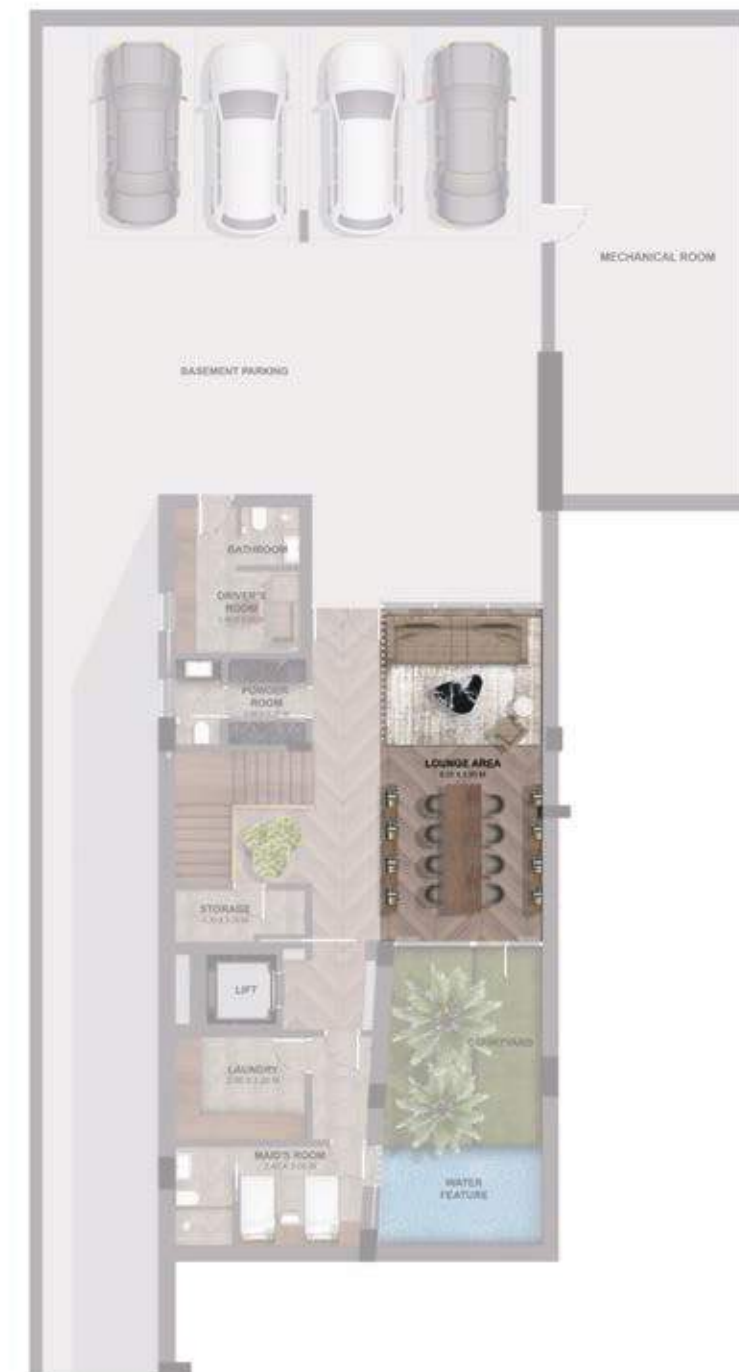 MECHANICAL ROOM
BASEMENT PARKING
BATHROOM
DRIVER'S
ROOM
POWDER
ROOM
LOUNGE AREA
STORAGE
LIFT
COURTYARD
LAUNDRY
MAID'S ROOM
WATER
FEATURE